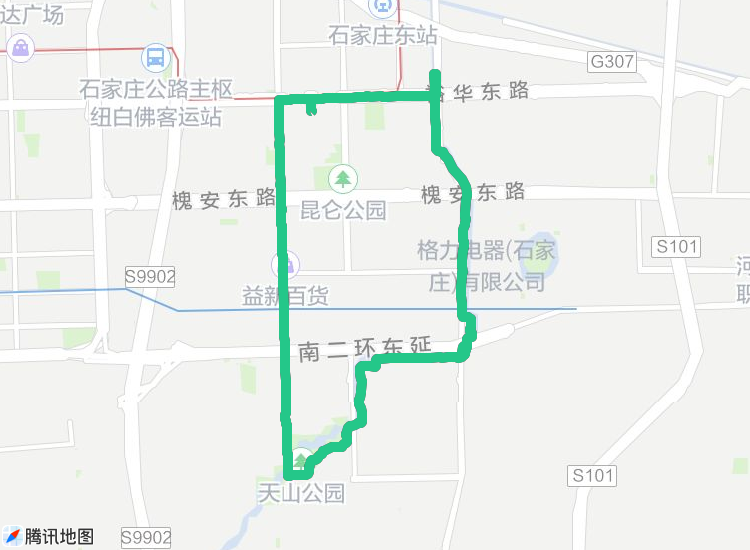 达广场
石家庄东站
G307
石家庄公路主枢
纽白佛客运站
裕华东路
槐安东路
槐安东路
昆仑公园
格力电器(石家
庄)有限公司
S101
S9902
益新百货
河
职
南二环东延
天山公园
S101
S9902
腾讯地图